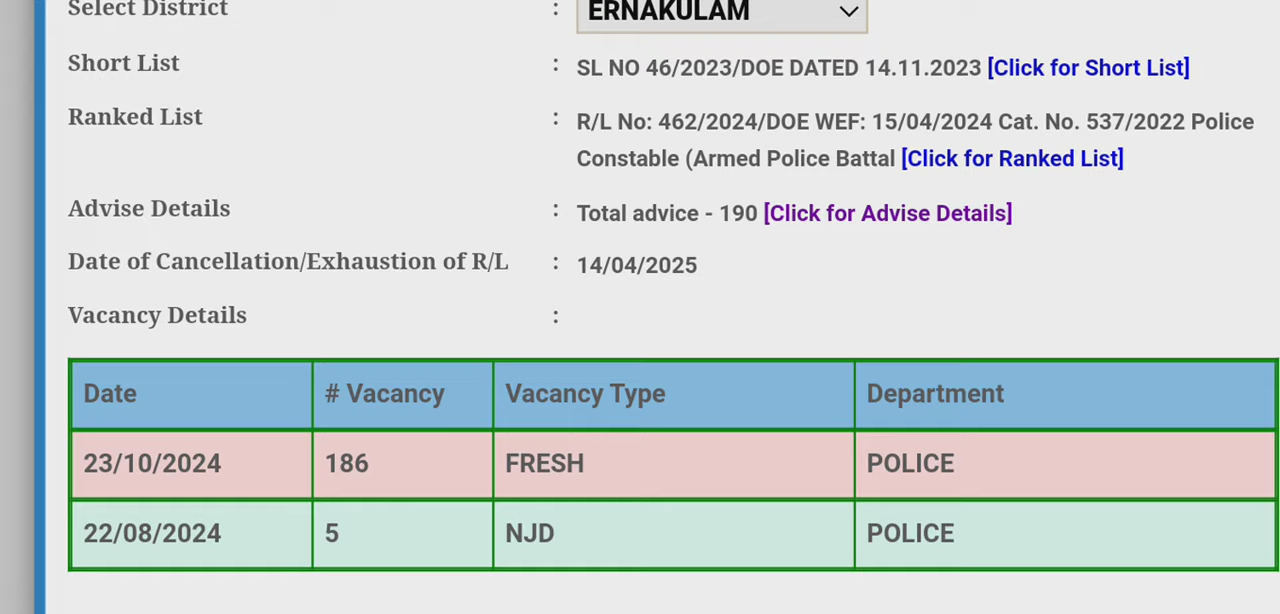 Select District : ERNAKULAM
Short List : SL NO 46/2023/DOE DATED 14.11.2023 [Click for Short List]
Ranked List : R/L No: 462/2024/DOE WEF: 15/04/2024 Cat. No. 537/2022 Police
Constable (Armed Police Battal [Click for Ranked List]
Advise Details : Total advice - 190 [Click for Advise Details]
Date of Cancellation/Exhaustion of R/L : 14/04/2025
Vacancy Details :
Date # Vacancy Vacancy Type Department
23/10/2024 186 FRESH POLICE
22/08/2024 5 NJD POLICE